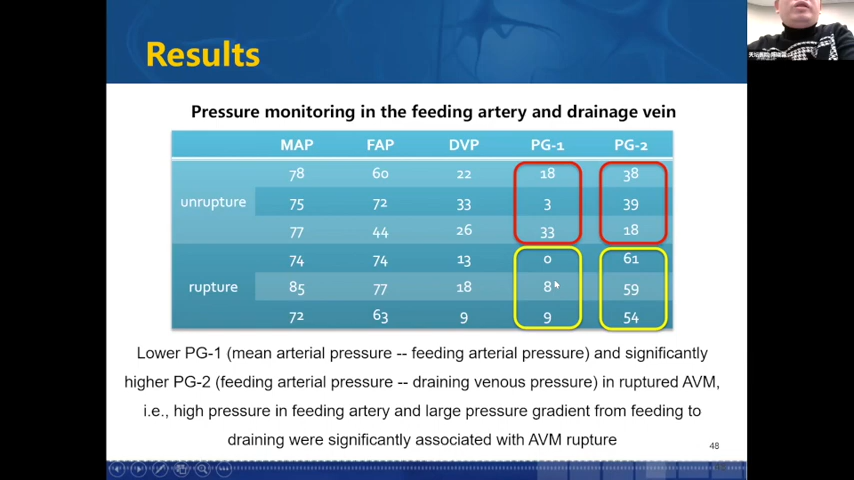 Results
Pressure monitoring in the feeding artery and drainage vein
MAP FAP DVP PG-1 PG-2
78 60 22 18 38
unrupture 75 72 33 3 39
77 44 26 33 18
74 74 13 0 61
rupture 85 77 18 8 59
72 63 9 9 54
Lower PG-1 (mean arterial pressure -- feeding arterial pressure) and significantly
higher PG-2 (feeding arterial pressure -- draining venous pressure) in ruptured AVM,
i.e., high pressure in feeding artery and large pressure gradient from feeding to
draining were significantly associated with AVM rupture
48